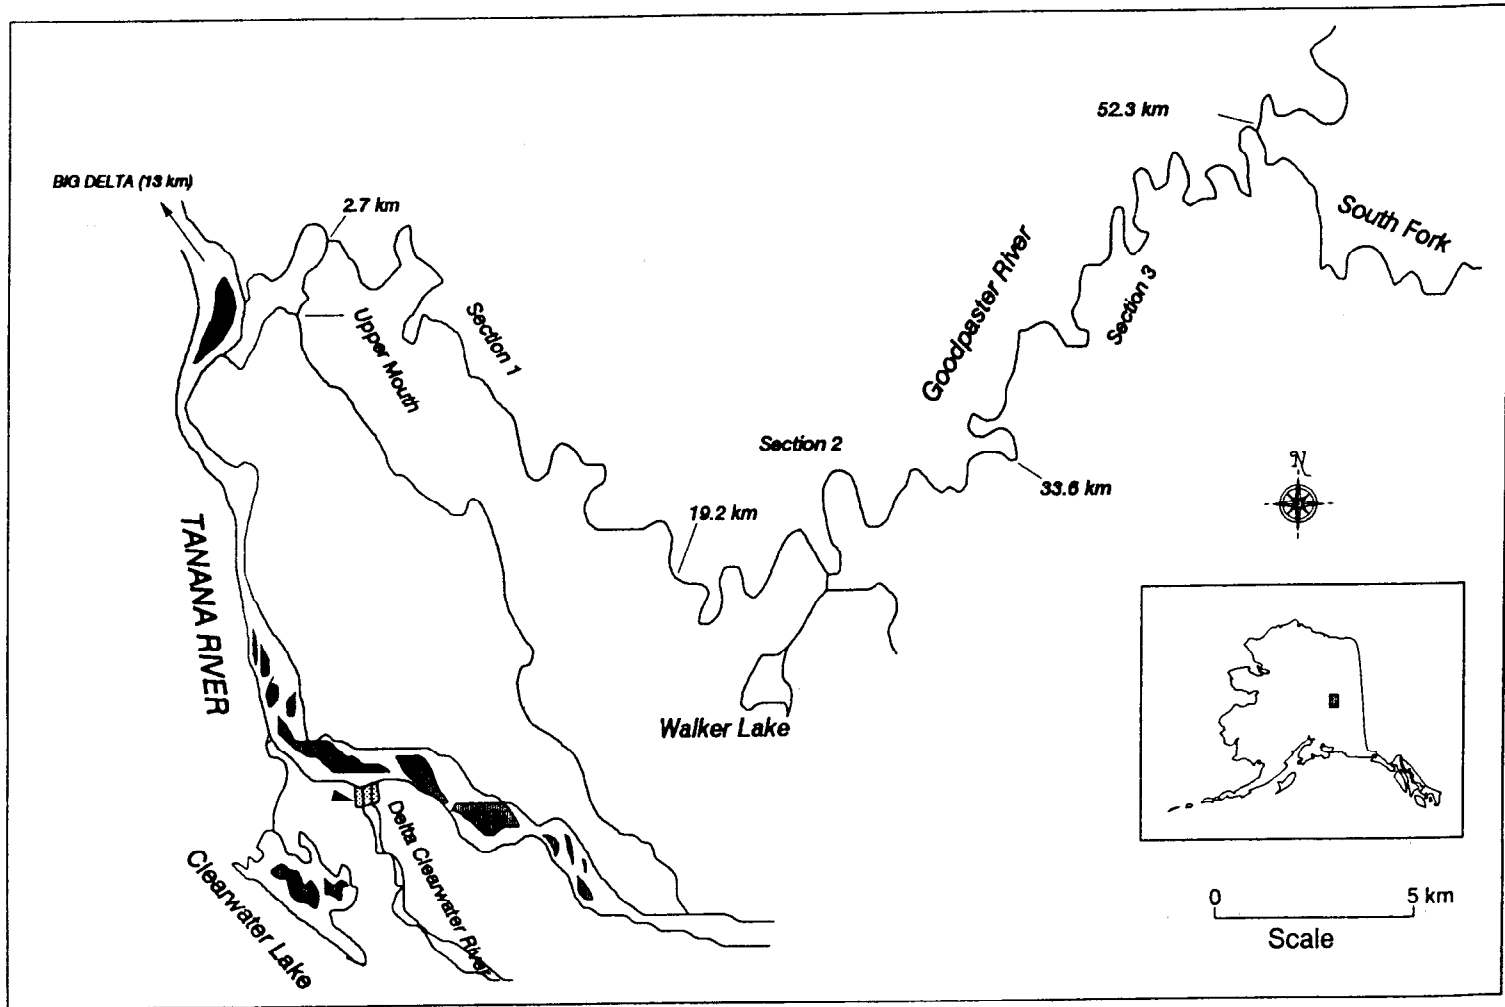 52.3 km
BIG DELTA (13 km)
2.7 km
South Fork
Goodpaster River
Section 3
Section 1
Upper Mouth
Section 2
N
33.6 km
19.2 km
TANANA RIVER
Walker Lake
Delta Clearwater River
Clearwater Lake
0 5 km
Scale